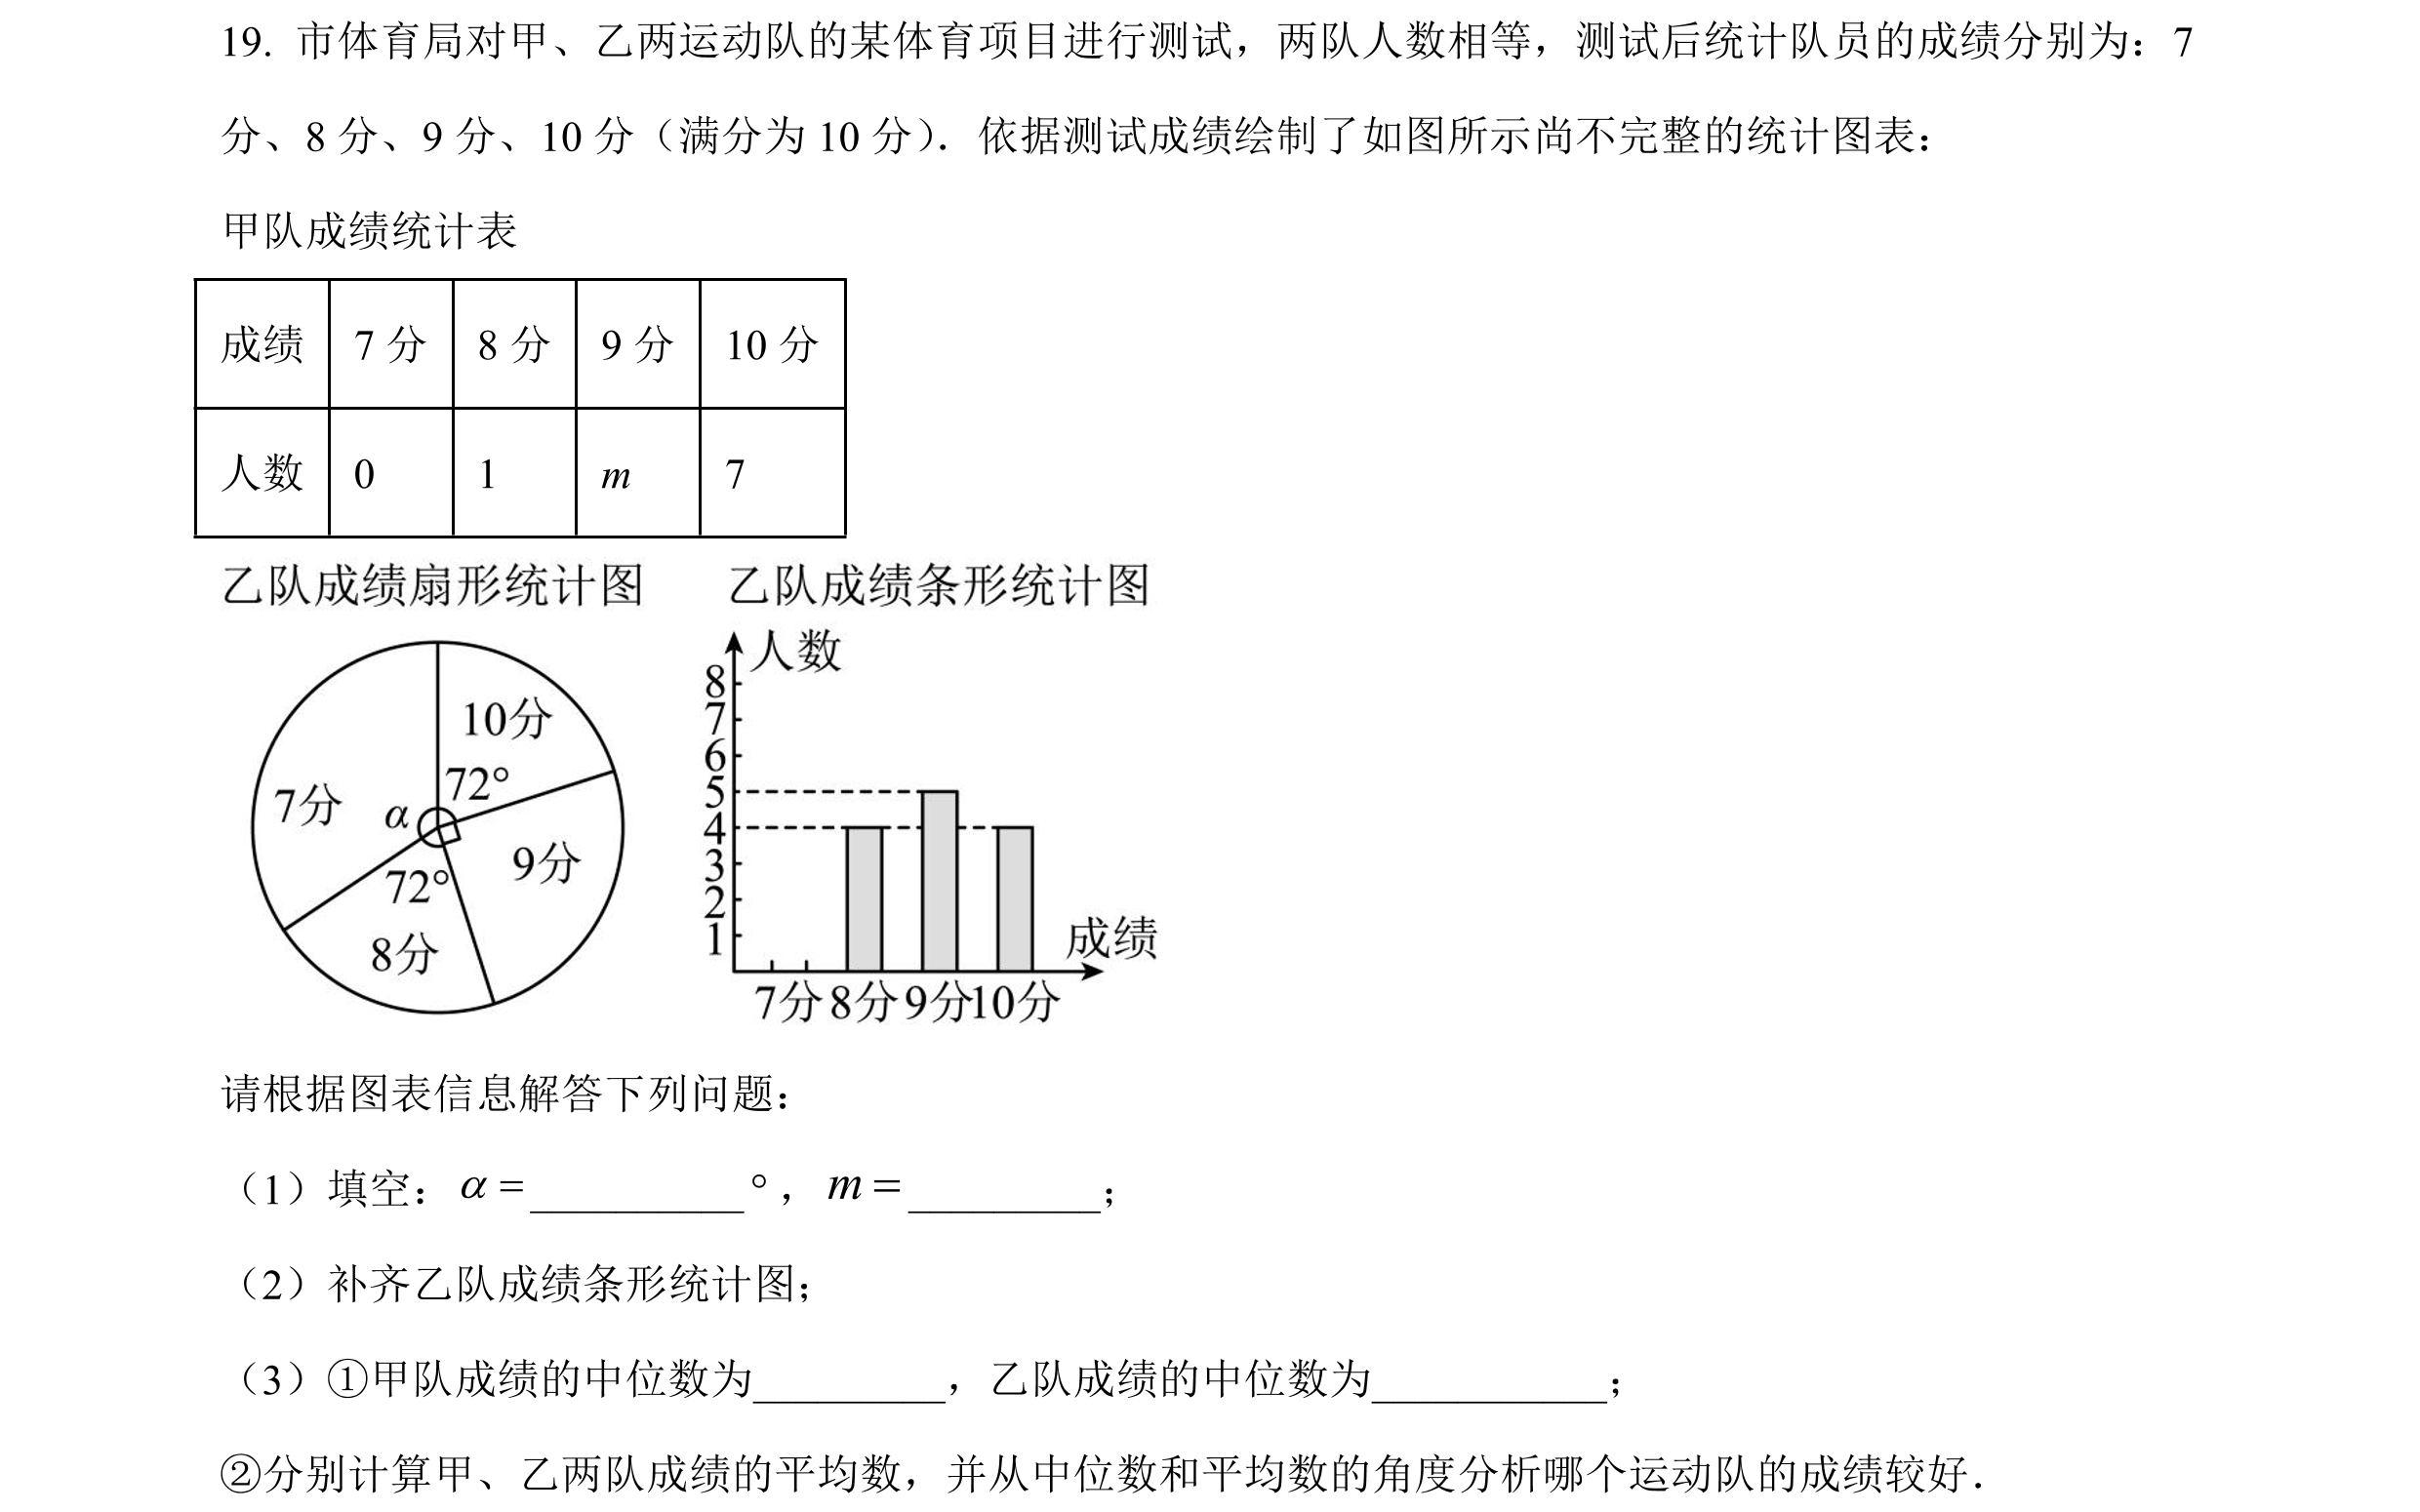 19. 市体育局对甲、乙两运动队的某体育项目进行测试，两队人数相等，测试后统计队员的成绩分别为：7
分、8 分、9 分、10 分（满分为 10 分）. 依据测试成绩绘制了如图所示尚不完整的统计图表：
甲队成绩统计表
成绩 7 分 8 分 9 分 10 分
人数 0 1 m 7
乙队成绩扇形统计图 乙队成绩条形统计图
10分
72°
7分
α
9分
72°
8分
人数
8
7
6
5
4
3
2
1
成绩
7分 8分 9分 10分
请根据图表信息解答下列问题：
（1）填空：α = __________°，m = _________；
（2）补齐乙队成绩条形统计图；
（3）①甲队成绩的中位数为_________，乙队成绩的中位数为___________；
②分别计算甲、乙两队成绩的平均数，并从中位数和平均数的角度分析哪个运动队的成绩较好.